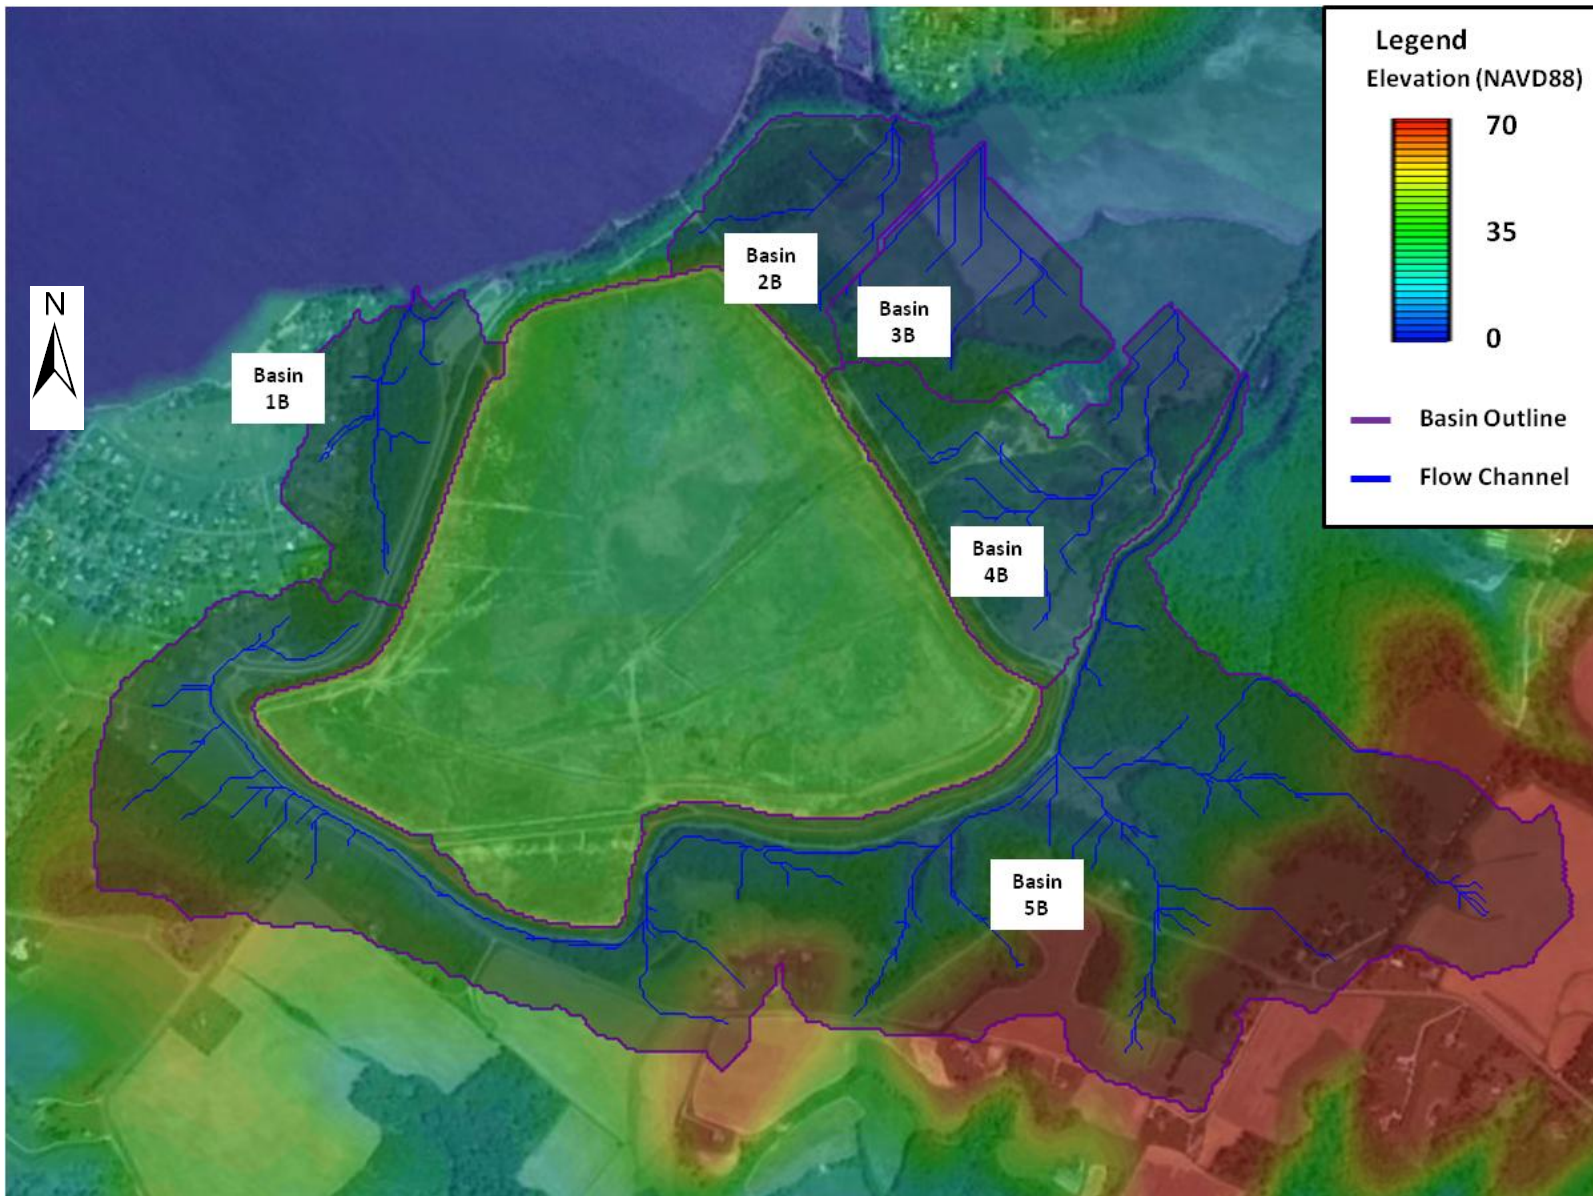 Legend
Elevation (NAVD88)
70
35
0
Basin Outline
Flow Channel
N
Basin
1B
Basin
2B
Basin
3B
Basin
4B
Basin
5B